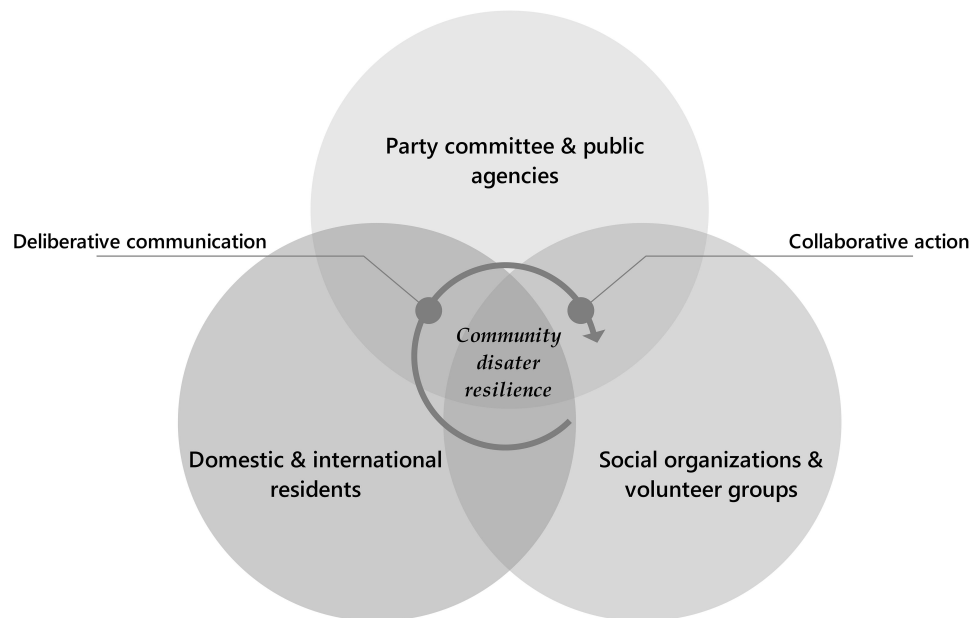 Party committee & public
agencies
Deliberative communication
Collaborative action
Community
disater
resilience
Domestic & international
residents
Social organizations &
volunteer groups